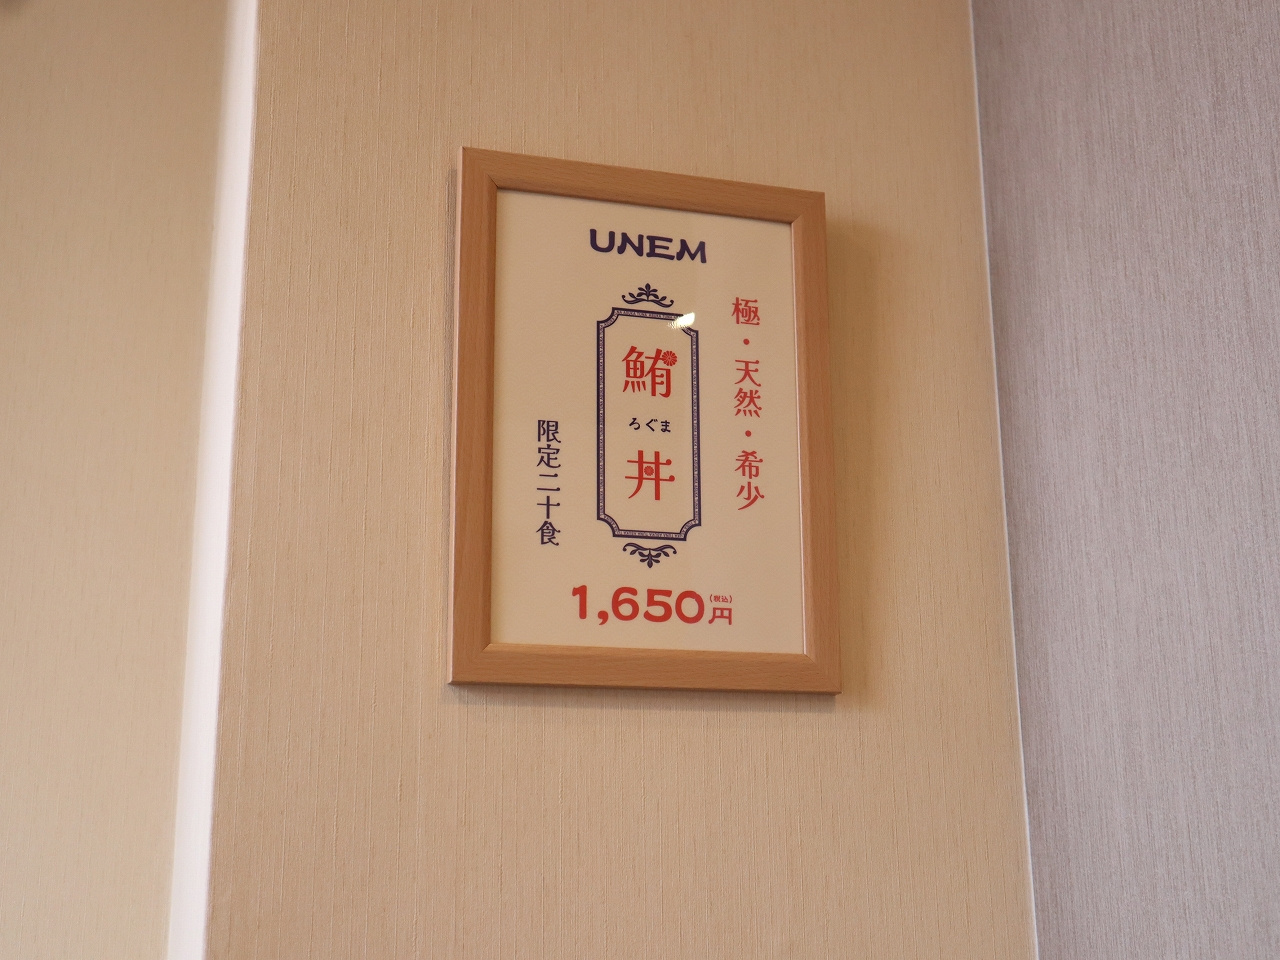 UNEM
極・天然・希少
鮪
ろぐま
丼
限定二十食
1,650円
(税込)